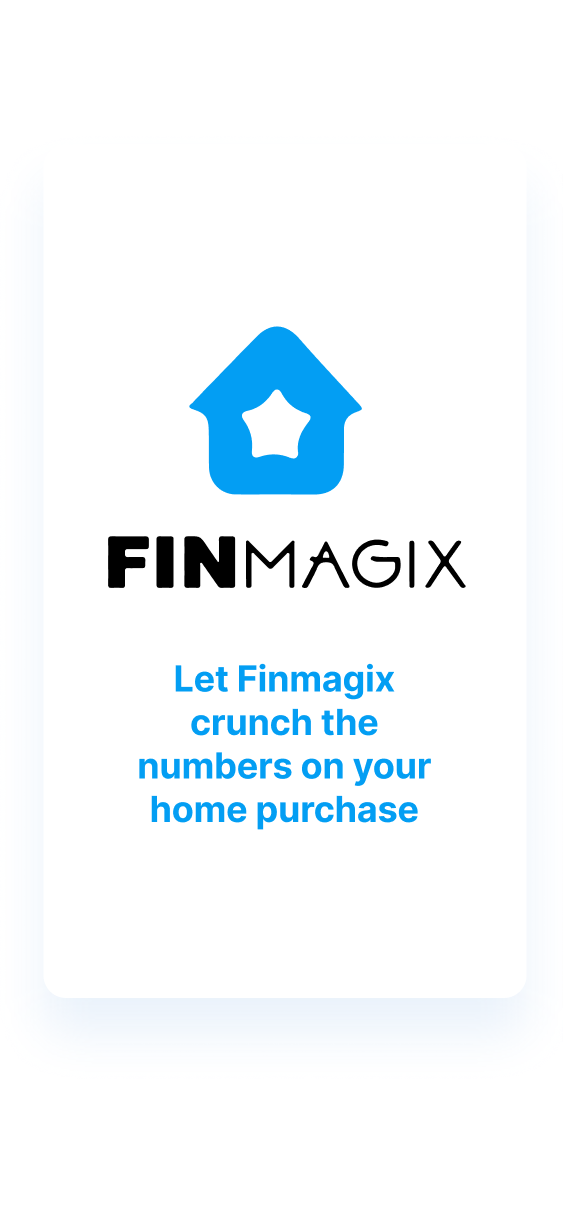 FINMAGIX
Let Finmagix
crunch the
numbers on your
home purchase